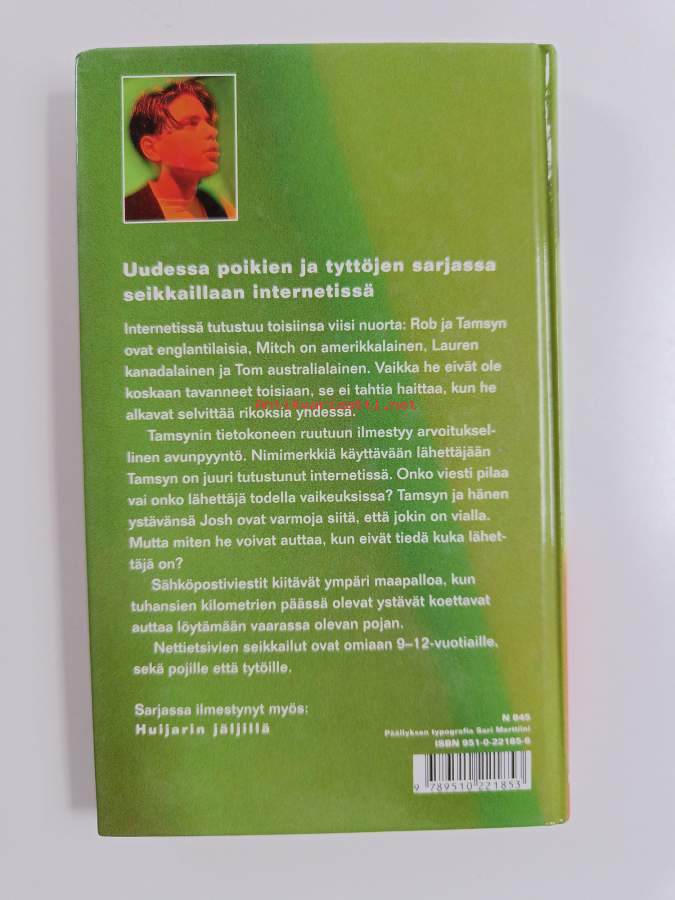 Uudessa poikien ja tyttöjen sarjassa
seikkaillaan internetissä
Internetissä tutustuu toisiinsa viisi nuorta: Rob ja Tamsyn
ovat englantilaisia, Mitch on amerikkalainen, Lauren
kanadalainen ja Tom australialainen. Vaikka he eivät ole
koskaan tavanneet toisiaan, se ei tahtia haittaa, kun he
alkavat selvittää rikoksia yhdessä.
Antikvariaatti.net
Tamsynin tietokoneen ruutuun ilmestyy arvoituksel-
linen avunpyyntö. Nimimerkkiä käyttävään lähettäjään
Tamsyn on juuri tutustunut internetissä. Onko viesti pilaa
vai onko lähettäjä todella vaikeuksissa? Tamsyn ja hänen
ystävänsä Josh ovat varmoja siitä, että jokin on vialla.
Mutta miten he voivat auttaa, kun eivät tiedä kuka lähet-
täjä on?
Sähköpostiviestit kiitävät ympäri maapalloa, kun
tuhansien kilometrien päässä olevat ystävät koettavat
auttaa löytämään vaarassa olevan pojan.
Nettietsivien seikkailut ovat omiaan 9–12-vuotiaille,
sekä pojille että tytöille.
Sarjassa ilmestynyt myös:
Huijarin jäljillä
N 845
Päällyksen typografia Sari Marttiini
ISBN 951-0-22185-8
9 789510 221853